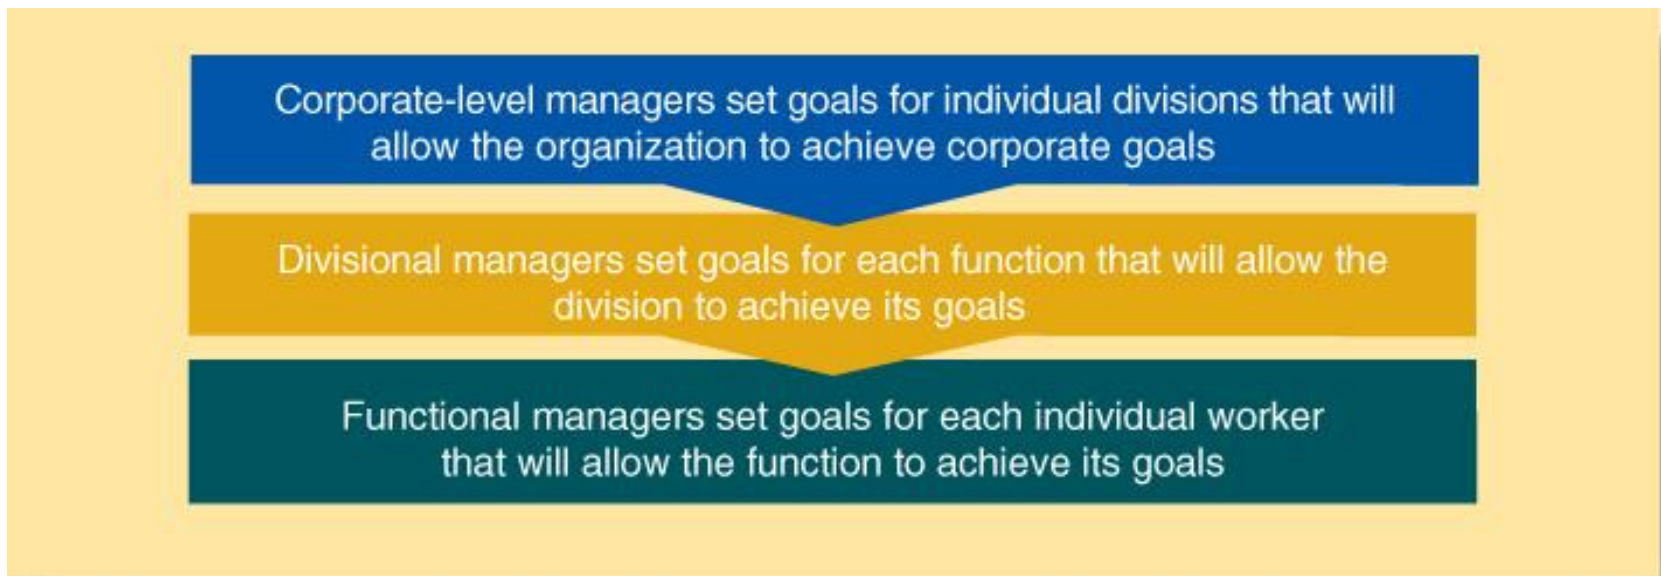 Corporate-level managers set goals for individual divisions that will
allow the organization to achieve corporate goals
Divisional managers set goals for each function that will allow the
division to achieve its goals
Functional managers set goals for each individual worker
that will allow the function to achieve its goals